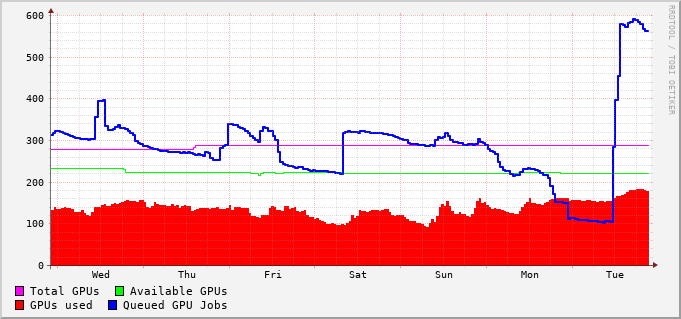 600
500
400
300
200
100
0
Wed Thu Fri Sat Sun Mon Tue
Total GPUs Available GPUs
GPUs used Queued GPU Jobs
RRDTOOL / TOBI OETIKER